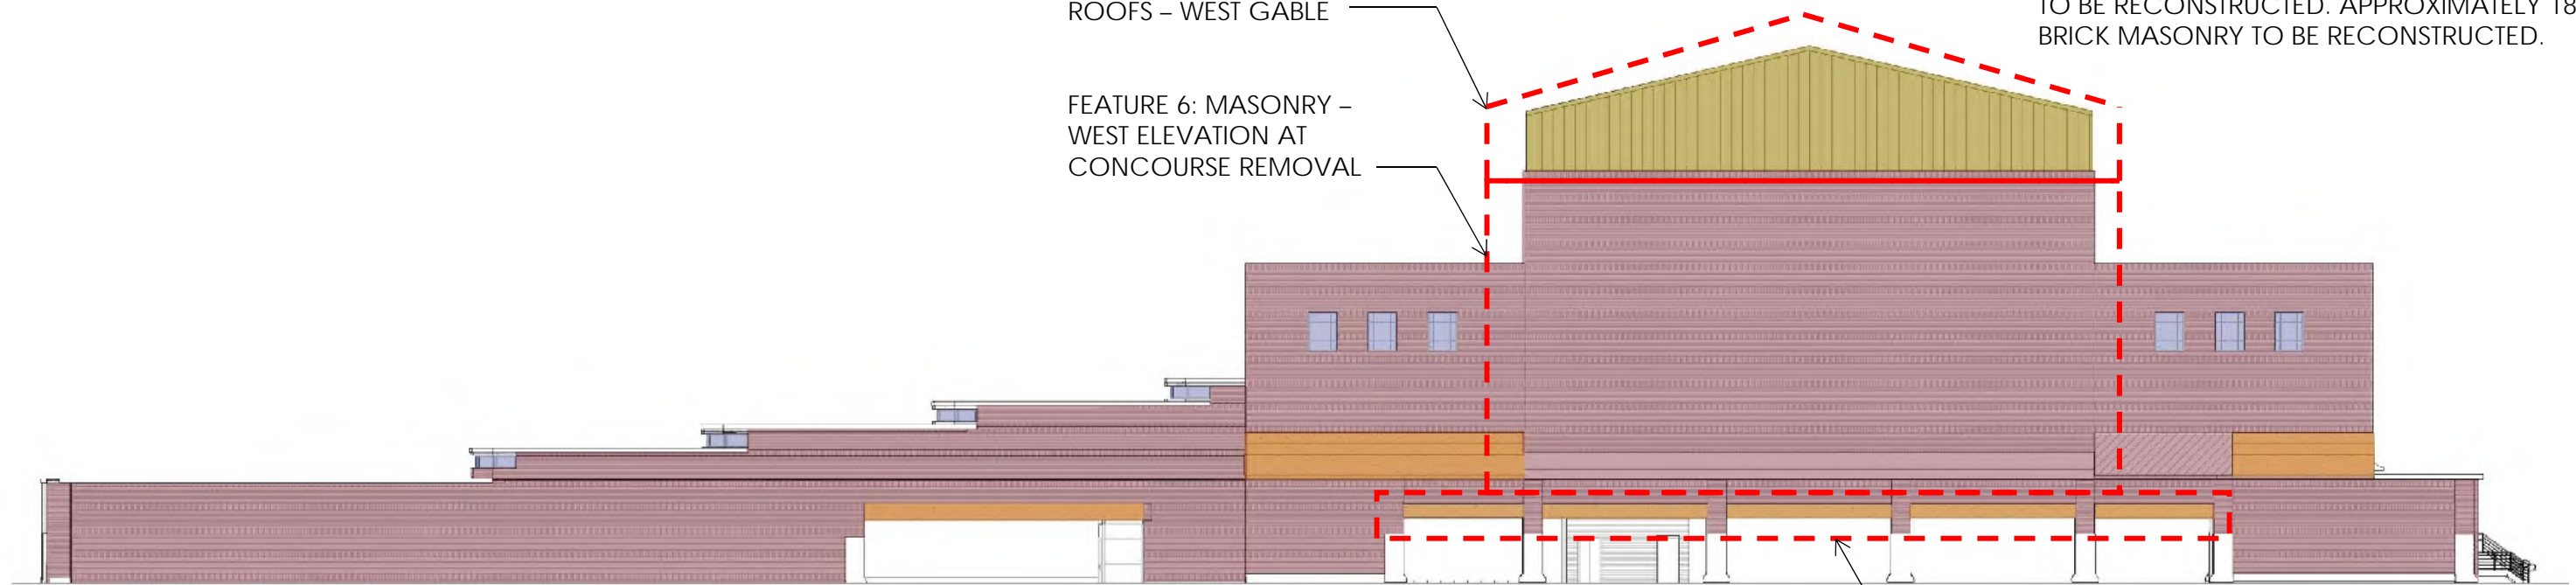 ROOFS – WEST GABLE
FEATURE 6: MASONRY –
WEST ELEVATION AT
CONCOURSE REMOVAL
TO BE RECONSTRUCTED. APPROXIMATELY 18
BRICK MASONRY TO BE RECONSTRUCTED.